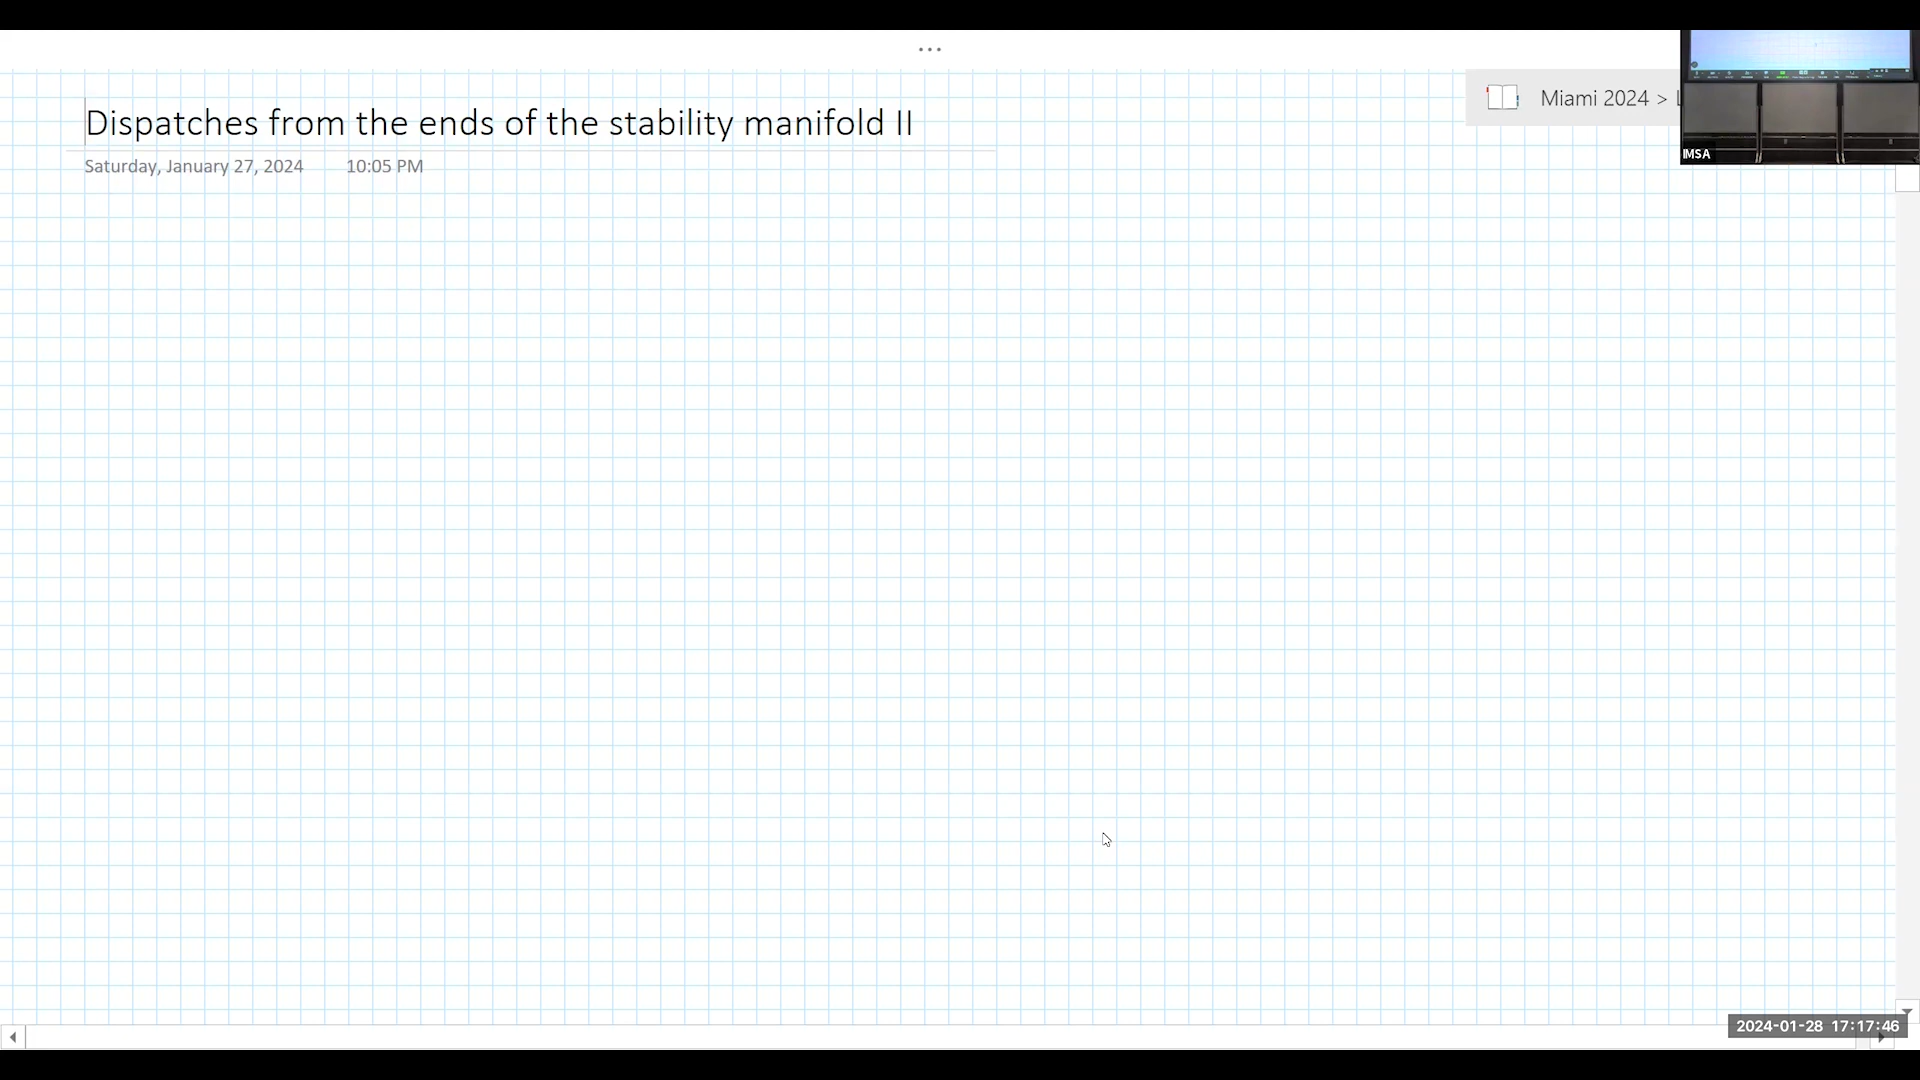 ...
Dispatches from the ends of the stability manifold II
Miami 2024 >
Saturday, January 27, 2024 10:05 PM
IMSA
2024-01-28 17:17:46